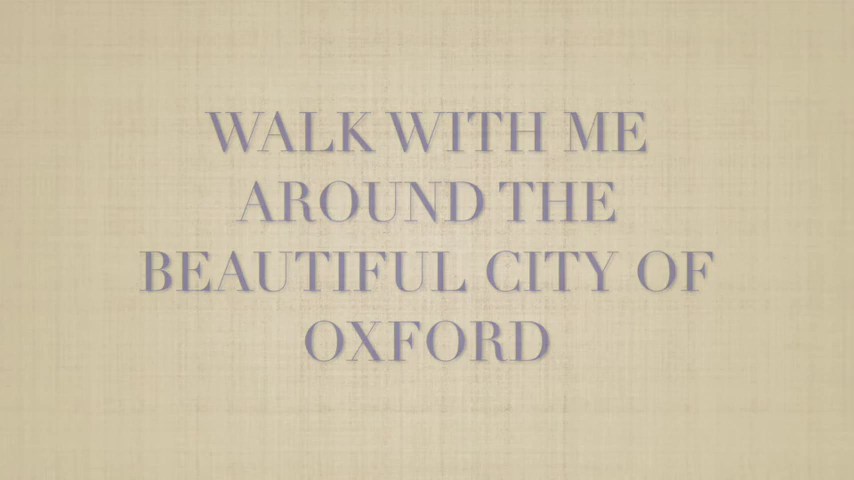 WALK WITH ME
AROUND THE
BEAUTIFUL CITY OF
OXFORD